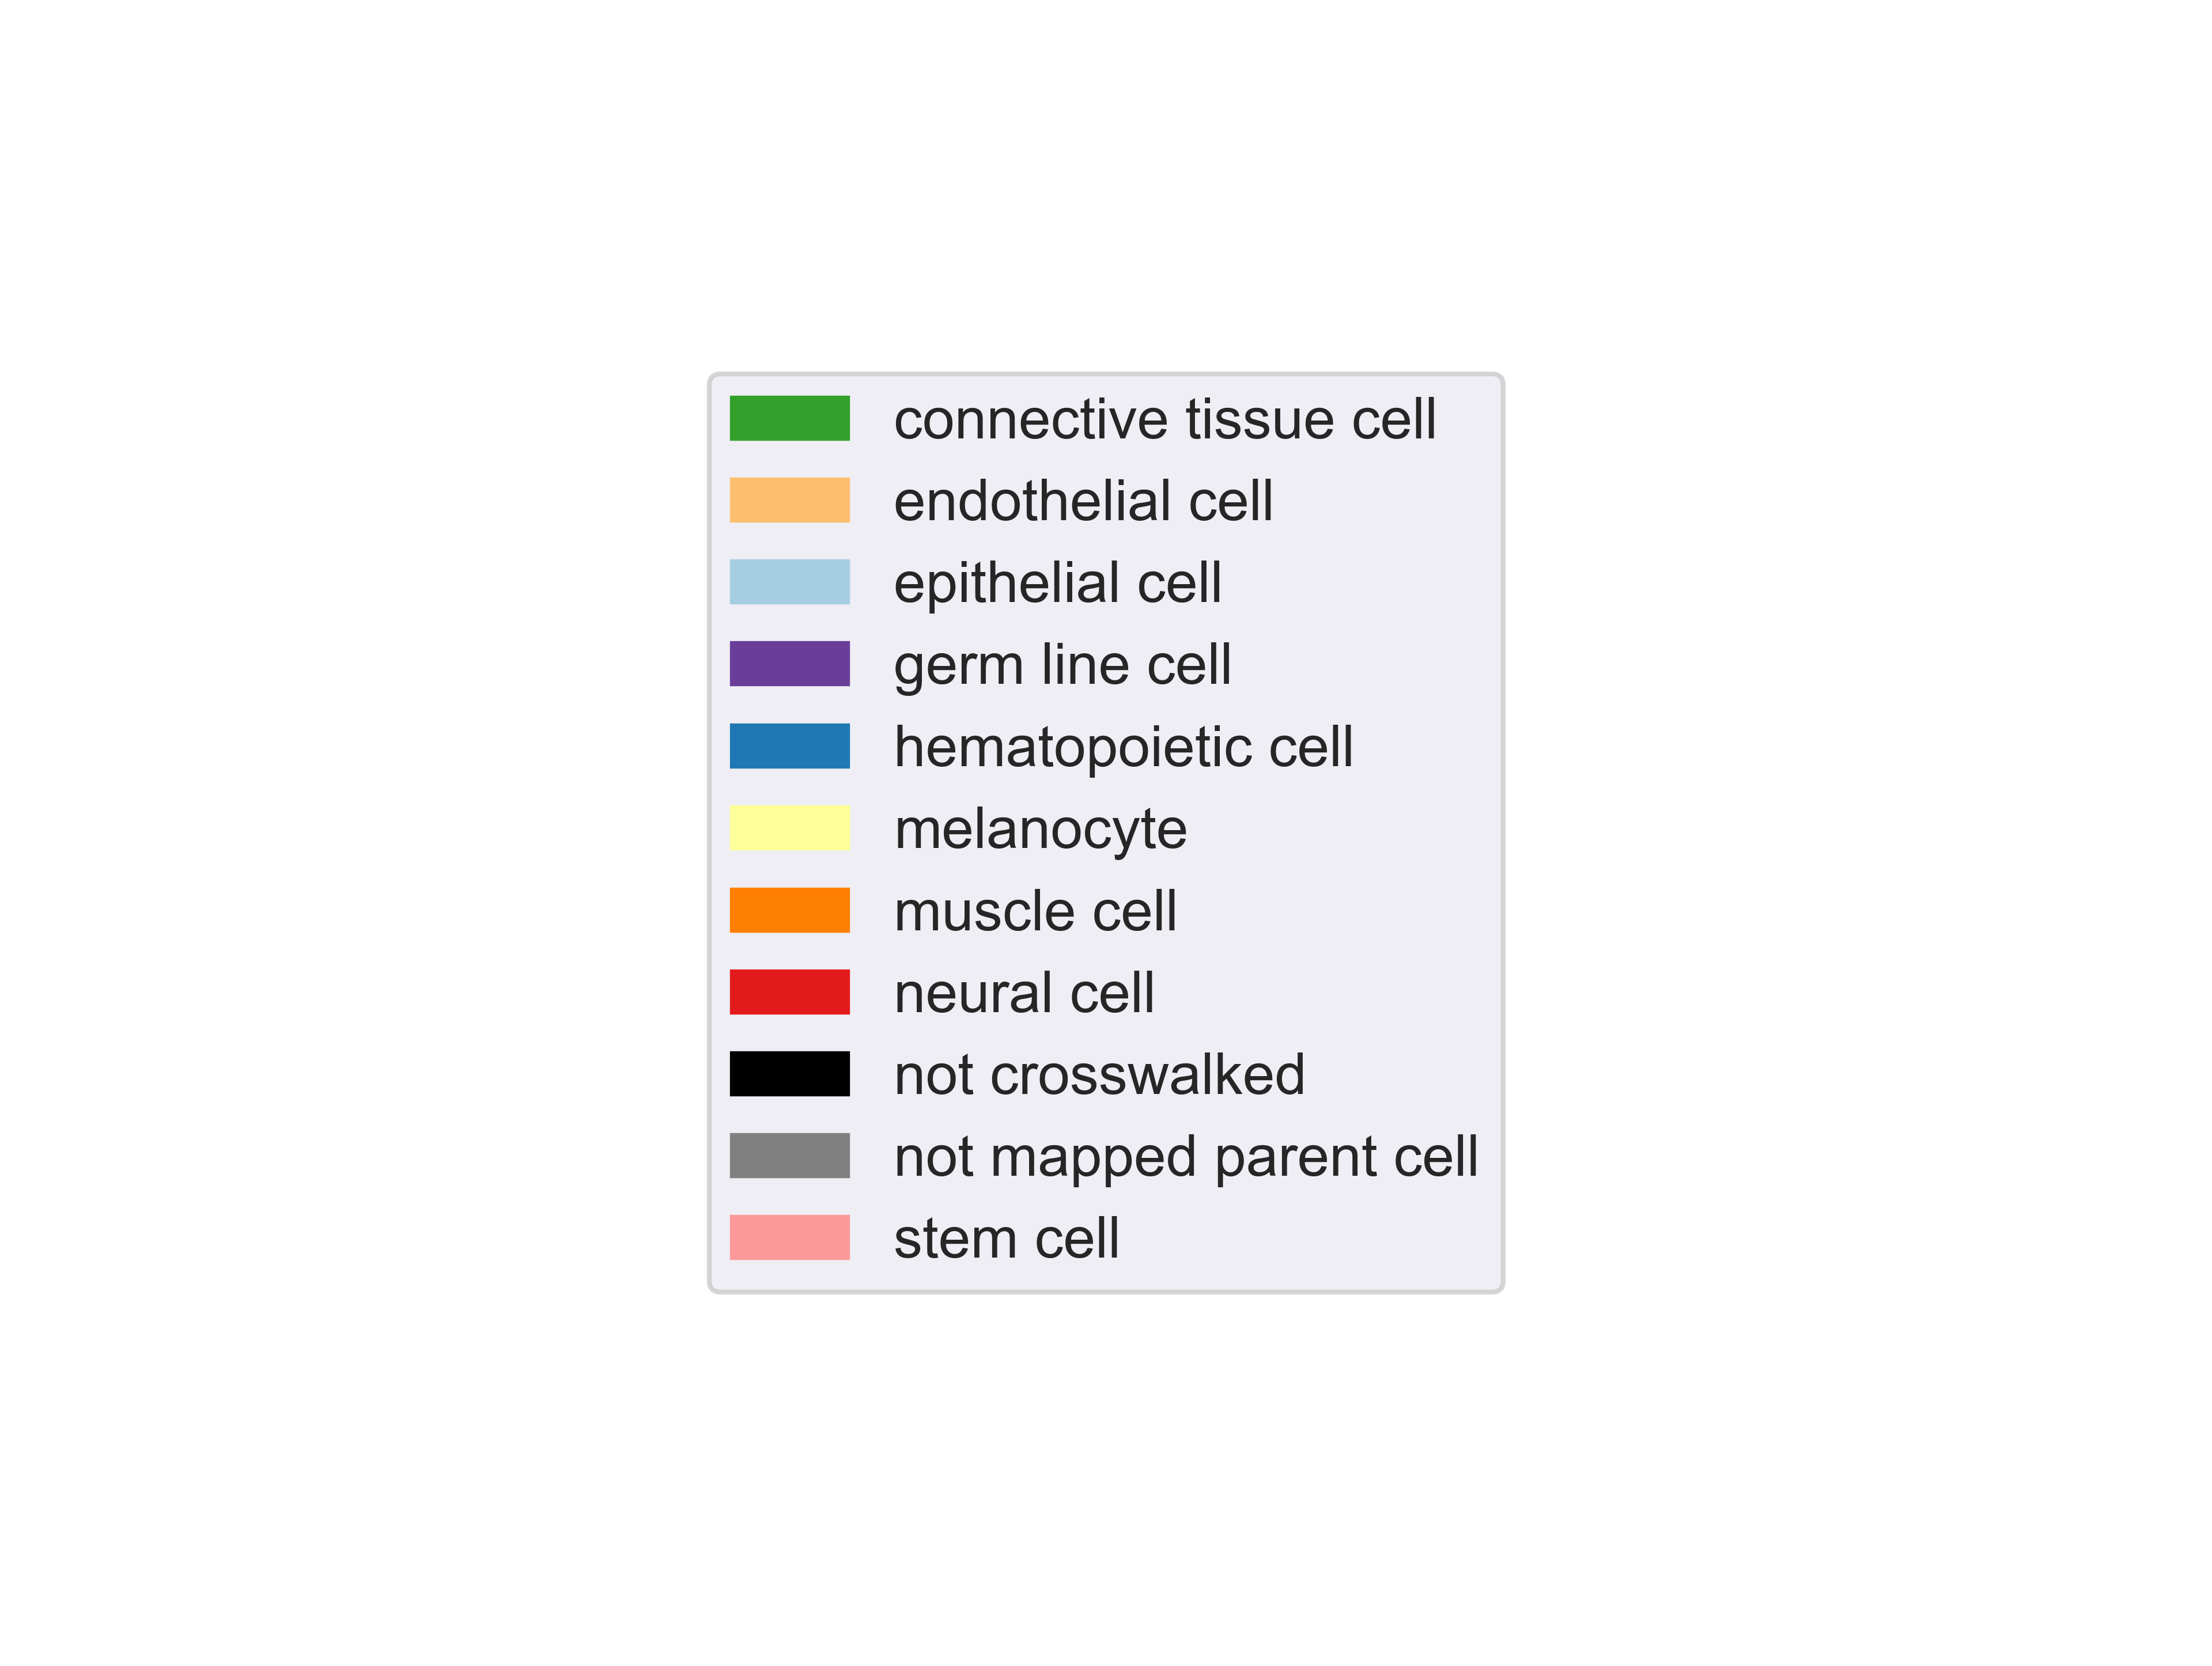 connective tissue cell
endothelial cell
epithelial cell
germ line cell
hematopoietic cell
melanocyte
muscle cell
neural cell
not crosswalked
not mapped parent cell
stem cell